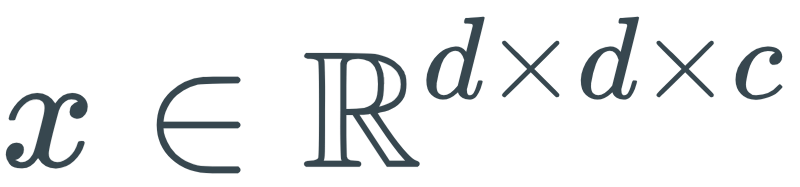 x ∈ ℝ^{d×d×c}